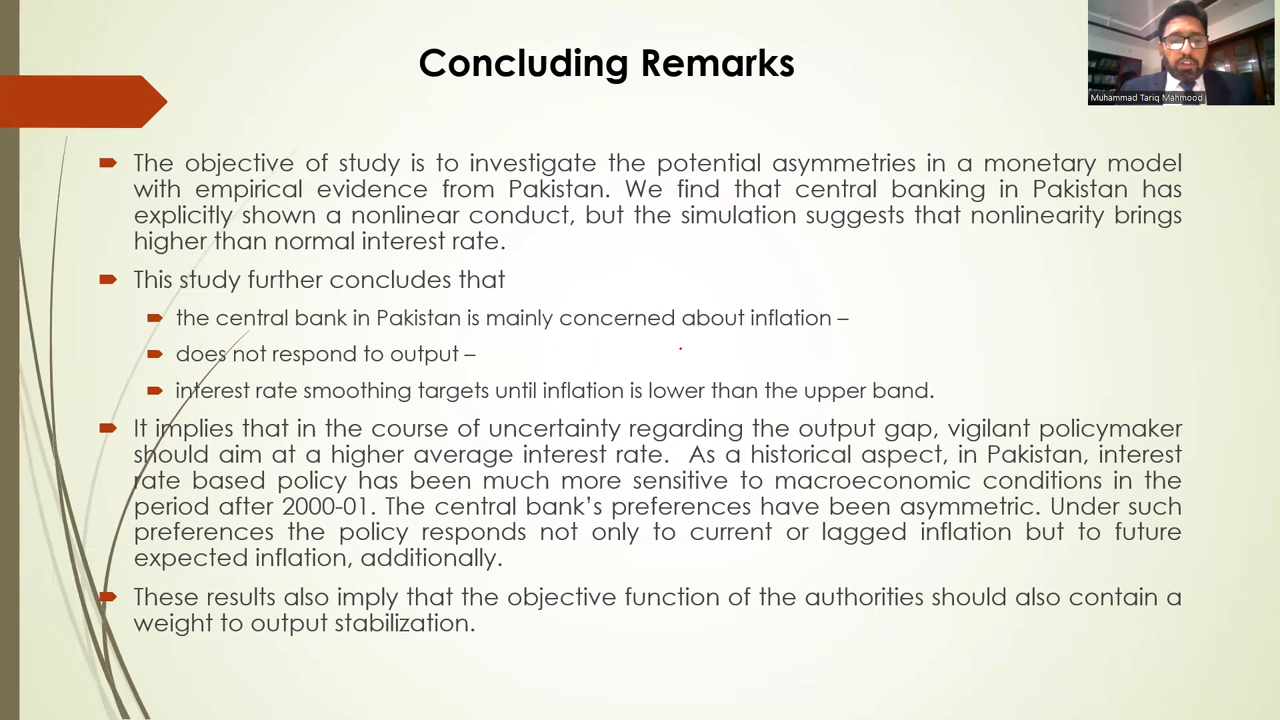 Concluding Remarks
Muhammad Tariq Mahmood
The objective of study is to investigate the potential asymmetries in a monetary model
with empirical evidence from Pakistan. We find that central banking in Pakistan has
explicitly shown a nonlinear conduct, but the simulation suggests that nonlinearity brings
higher than normal interest rate.
This study further concludes that
the central bank in Pakistan is mainly concerned about inflation –
does not respond to output –
interest rate smoothing targets until inflation is lower than the upper band.
It implies that in the course of uncertainty regarding the output gap, vigilant policymaker
should aim at a higher average interest rate. As a historical aspect, in Pakistan, interest
rate based policy has been much more sensitive to macroeconomic conditions in the
period after 2000-01. The central bank’s preferences have been asymmetric. Under such
preferences the policy responds not only to current or lagged inflation but to future
expected inflation, additionally.
These results also imply that the objective function of the authorities should also contain a
weight to output stabilization.